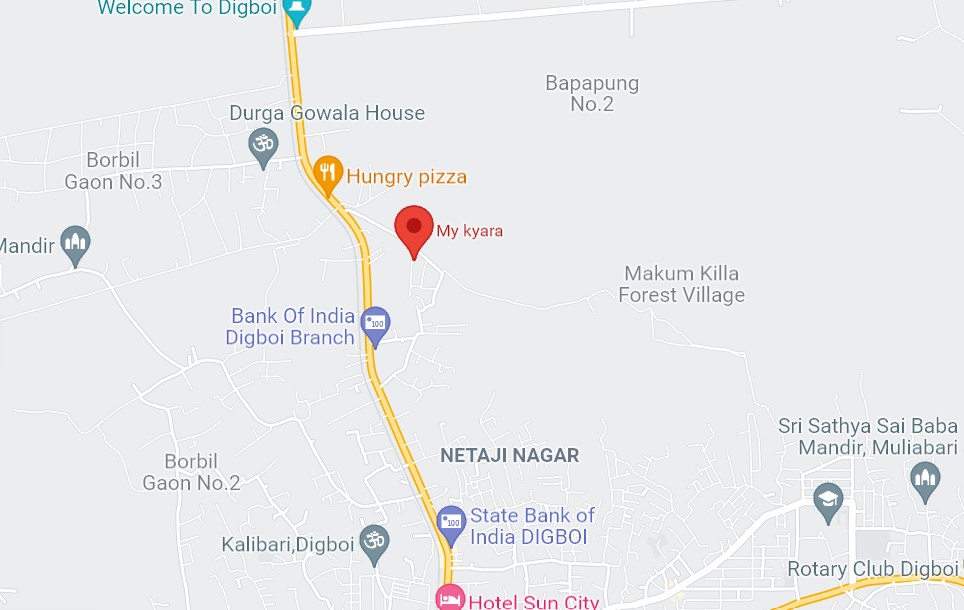 Welcome To Digboi
Bapapung
No.2
Durga Gowala House
Borbil
Gaon No.3
Hungry pizza
My kyara
Mandir
Makum Killa
Forest Village
Bank Of India
Digboi Branch
100
Sri Sathya Sai Baba
Mandir, Muliabari
NETAJI NAGAR
Borbil
Gaon No.2
State Bank of
India DIGBOI
100
Kalibari,Digboi
Rotary Club Digboi
Hotel Sun City